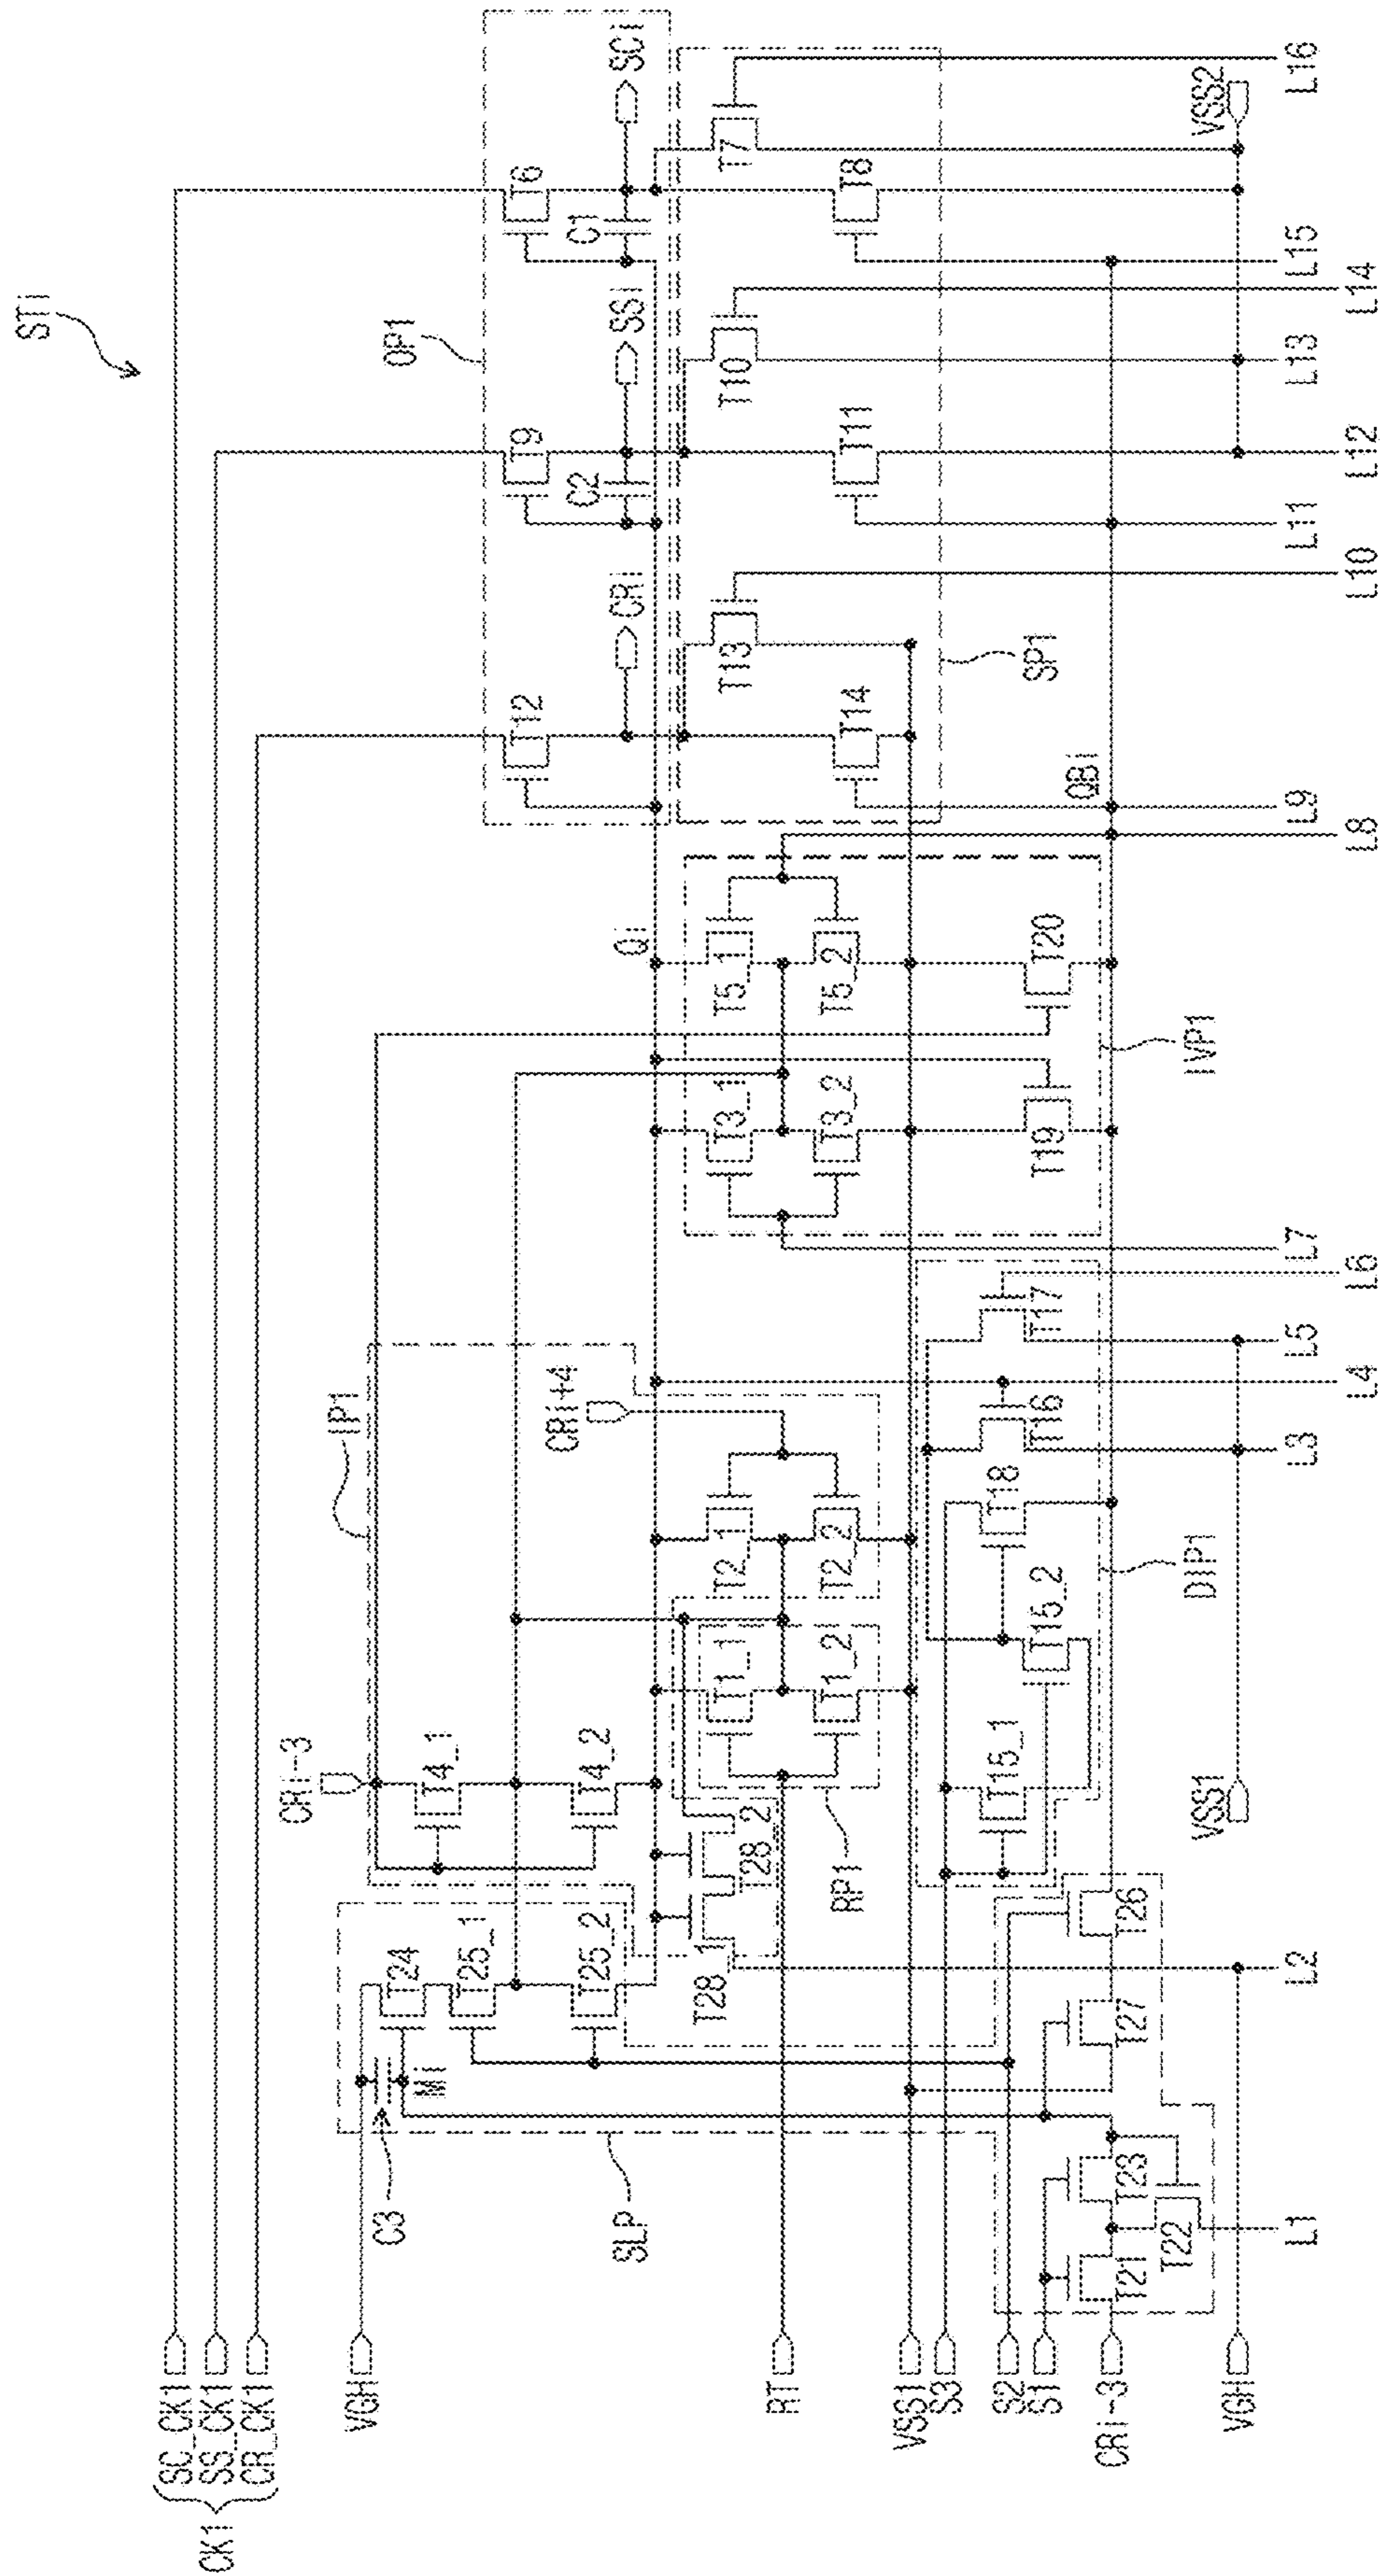 STi
SC_CK1
SS_CK1
CR_CK1
CK1
VGH
C3
Mi
T24
T25_1
T25_2
SLP
CRi-3
T4_1
T4_2
IP1
CRi+4
T28_1
T28_2
RP1
T1_1
T1_2
T2_1
T2_2
RT
VSS1
S3
S2
S1
CRi-3
VGH
T21
T22
T23
T27
T26
T15_1
T15_2
T18
T16
T17
DIP1
VSS1
T3_1
T3_2
T5_1
T5_2
T19
T20
IVP1
Qi
QBi
OP1
T12
CRi
T9
C2
SSi
T6
C1
SCi
T13
T14
T10
T11
T7
T8
SP1
VSS2
L1
L2
L3
L4
L5
L6
L7
L8
L9
L10
L11
L12
L13
L14
L15
L16